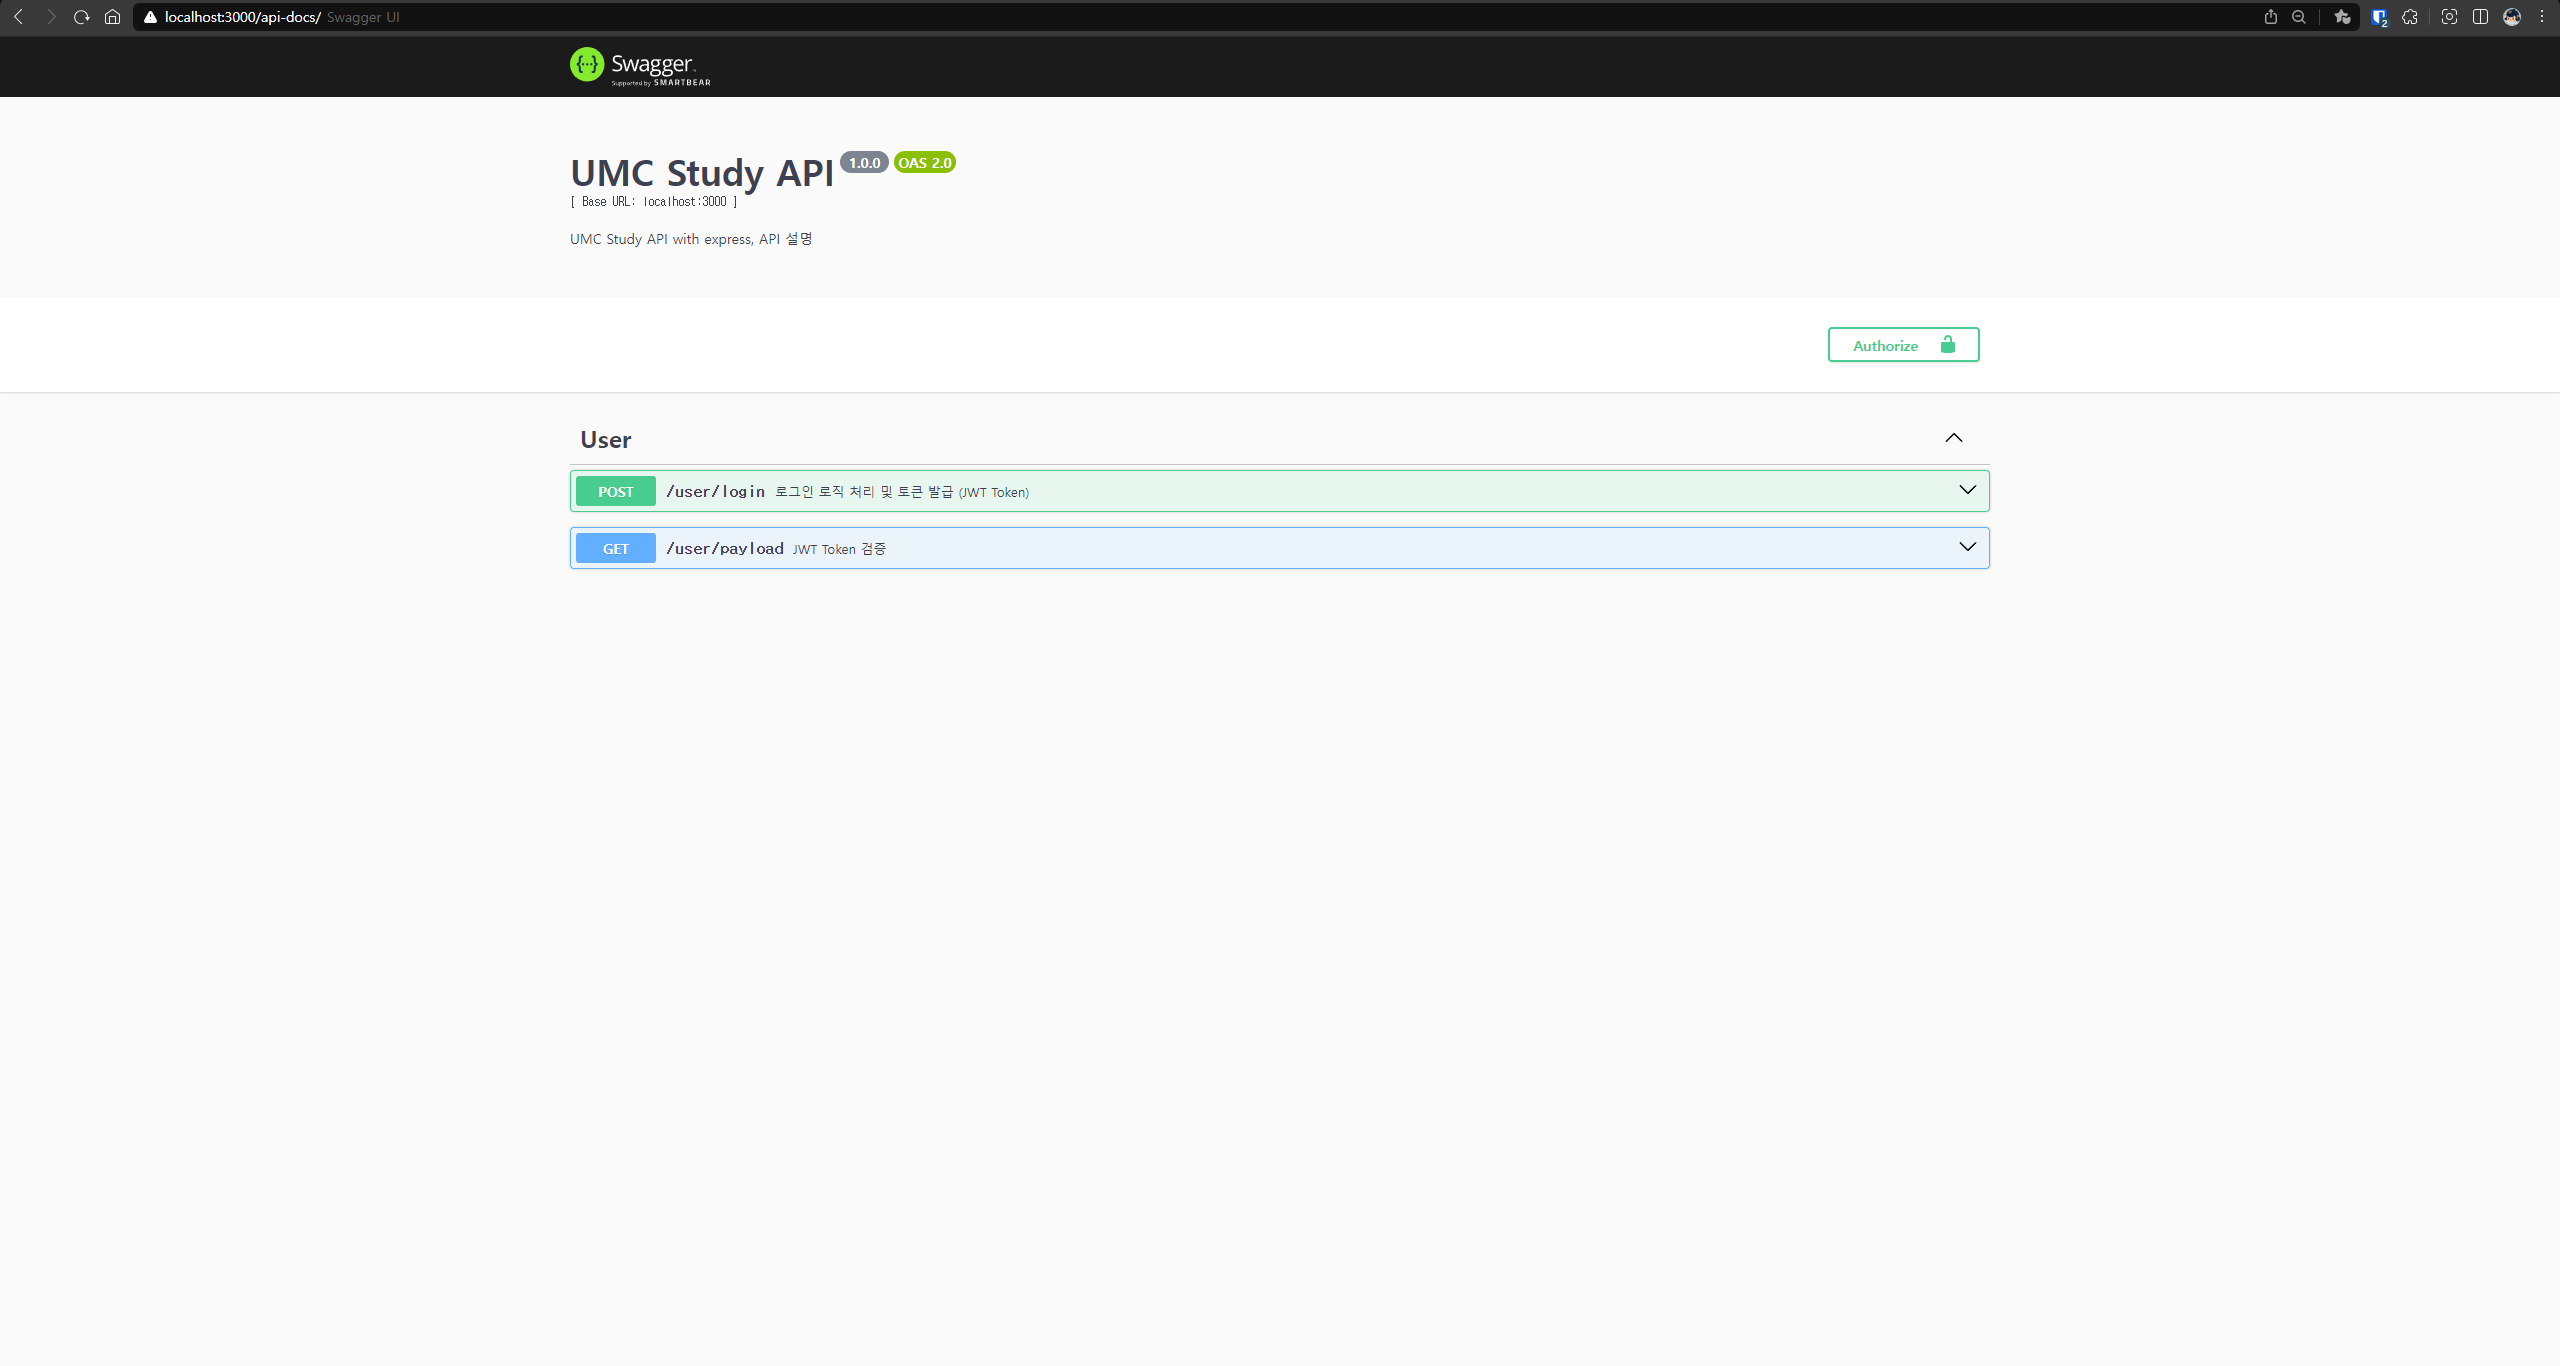 localhost:3000/api-docs/ Swagger UI
2
{···} Swagger.
Supported by SMARTBEAR
UMC Study API 1.0.0 OAS 2.0
[ Base URL: localhost:3000 ]
UMC Study API with express, API 설명
Authorize
User
POST /user/login 로그인 로직 처리 및 토큰 발급 (JWT Token)
GET /user/payload JWT Token 검증